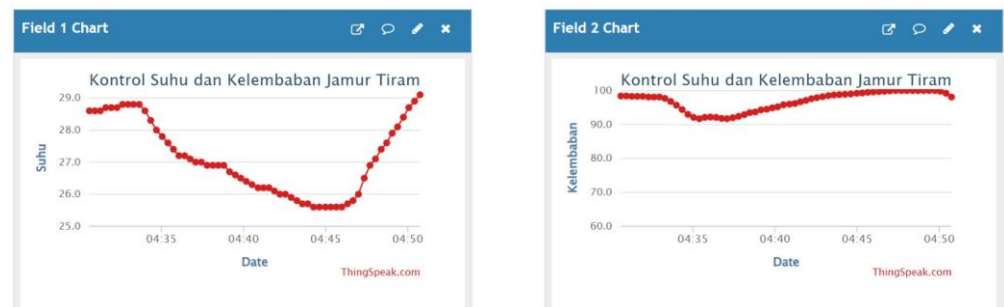 Field 1 Chart
Kontrol Suhu dan Kelembaban Jamur Tiram
29.0
28.0
27.0
26.0
25.0
Suhu
04:35 04:40 04:45 04:50
Date
ThingSpeak.com
Field 2 Chart
Kontrol Suhu dan Kelembaban Jamur Tiram
100
90.0
80.0
70.0
60.0
Kelembaban
04:35 04:40 04:45 04:50
Date
ThingSpeak.com